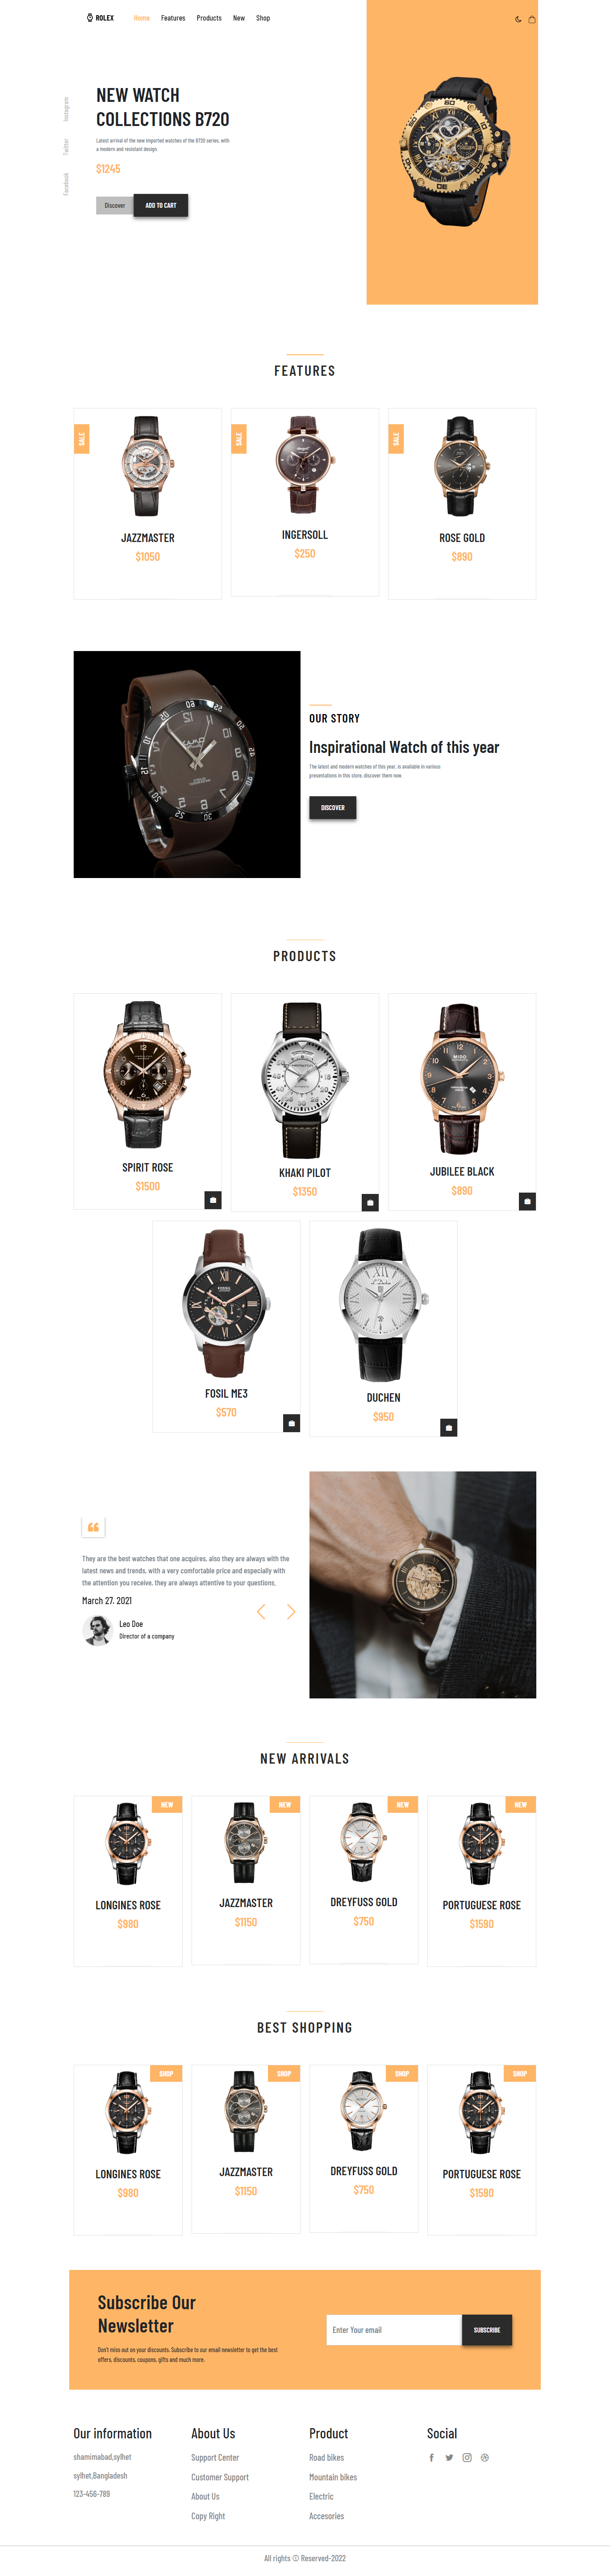 ROLEX
Home
Features
Products
New
Shop
Instagram
Twitter
Facebook
NEW WATCH
COLLECTIONS B720
Latest arrival of the new imported watches of the B720 series, with
a modern and resistant design
$1245
Discover
ADD TO CART
FEATURES
SALE
JAZZMASTER
$1050
SALE
INGERSOLL
$250
SALE
ROSE GOLD
$890
OUR STORY
Inspirational Watch of this year
The latest and modern watches of this year, is available in various
presentations in this store, discover them now.
DISCOVER
PRODUCTS
SPIRIT ROSE
$1500
KHAKI PILOT
$1350
MIDO
JUBILEE BLACK
$890
FOSIL ME3
$570
DUCHEN
$950
They are the best watches that one acquires, also they are always with the
latest news and trends, with a very comfortable price and especially with
the attention you receive, they are always attentive to your questions.
March 27, 2021
Leo Doe
Director of a company
NEW ARRIVALS
NEW
LONGINES ROSE
$980
NEW
JAZZMASTER
$1150
NEW
DREYFUSS GOLD
$750
NEW
PORTUGUESE ROSE
$1590
BEST SHOPPING
SHOP
LONGINES ROSE
$980
SHOP
JAZZMASTER
$1150
SHOP
DREYFUSS GOLD
$750
SHOP
PORTUGUESE ROSE
$1590
Subscribe Our
Newsletter
Don't miss out on your discounts. Subscribe to our email newsletter to get the best
offers, discounts, coupons, gifts and much more.
Enter Your email
SUBSCRIBE
Our information
shamimabad,sylhet
sylhet,Bangladesh
123-456-789
About Us
Support Center
Customer Support
About Us
Copy Right
Product
Road bikes
Mountain bikes
Electric
Accesories
Social
All rights © Reserved-2022